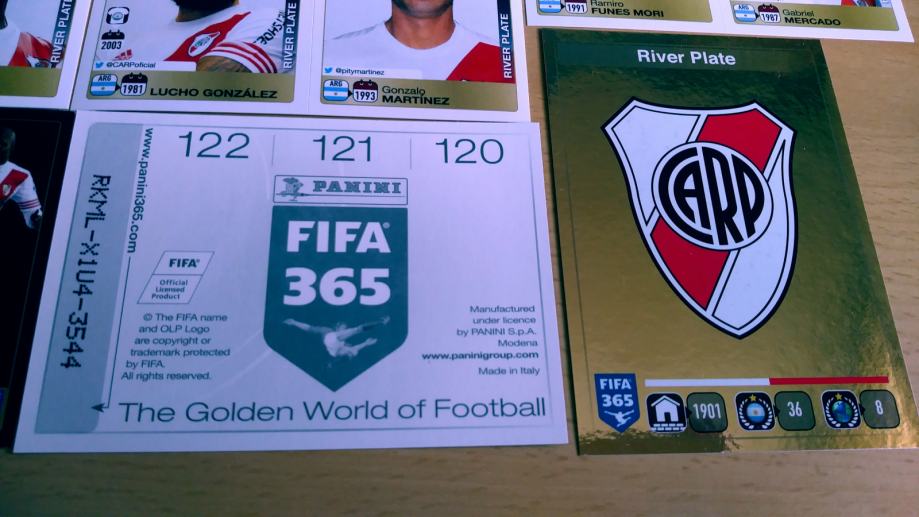 RIVER PLATE
2003
@CARPoficial
ARG
1981
LUCHO GONZÁLEZ
RIVER PLATE
@pitymartinez
ARG
1993
Gonzalo
MARTÍNEZ
RIVER PLATE
ARG
1991
Ramiro
FUNES MORI
ARG
1987
Gabriel
MERCADO
122
121
120
www.panini365.com
RKML-X1U4-3544
PANINI
FIFA
365
FIFA®
Official
Licensed
Product
© The FIFA name
and OLP Logo
are copyright or
trademark protected
by FIFA.
All rights reserved.
Manufactured
under licence
by PANINI S.p.A.
Modena
www.paninigroup.com
Made in Italy
The Golden World of Football
River Plate
CARP
FIFA
365
1901
36
8